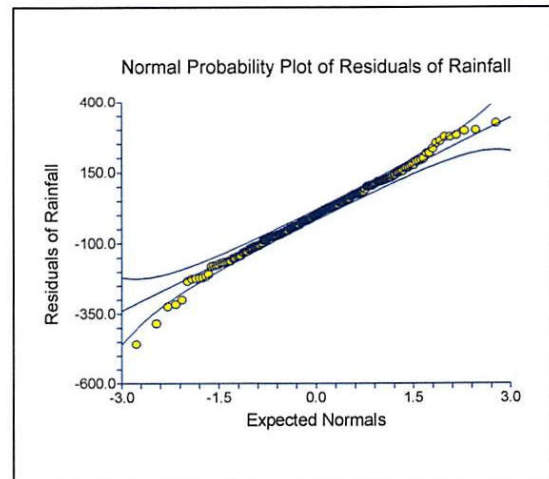 Normal Probability Plot of Residuals of Rainfall
400.0
150.0
-100.0
-350.0
-600.0
Residuals of Rainfall
-3.0 -1.5 0.0 1.5 3.0
Expected Normals